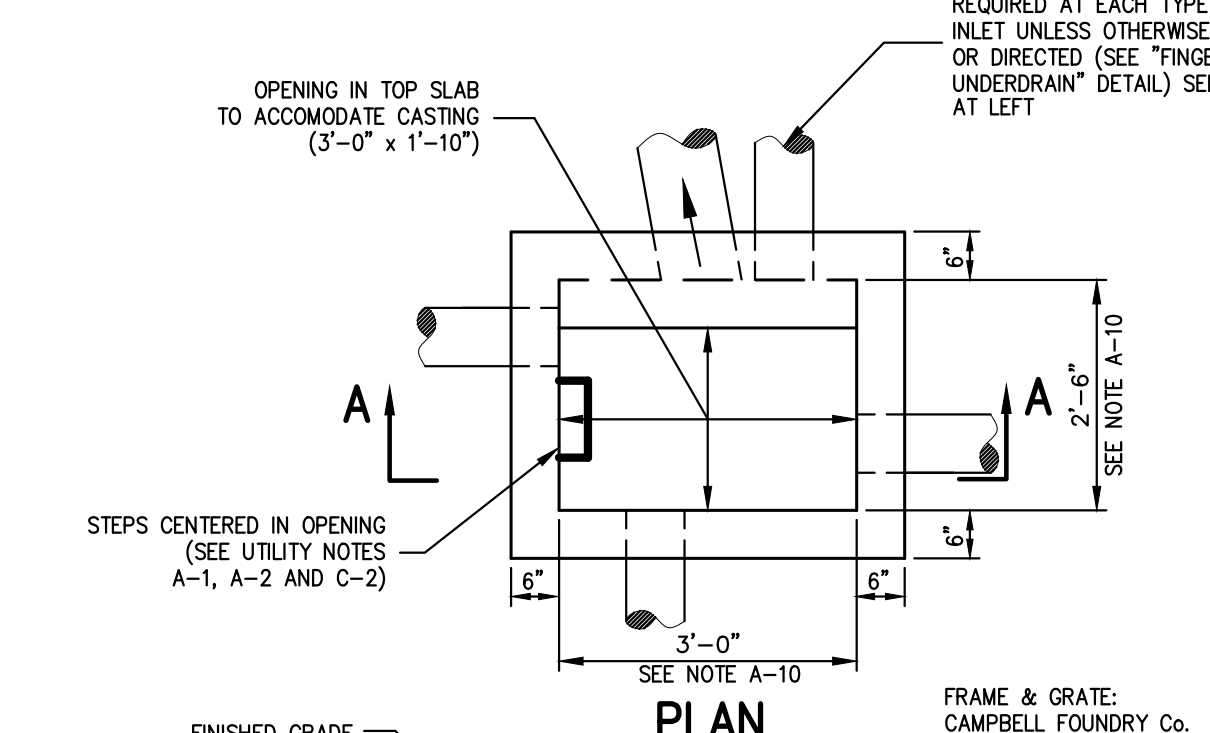 REQUIRED AT EACH TYPE
INLET UNLESS OTHERWISE
OR DIRECTED (SEE "FINGE
UNDERDRAIN" DETAIL) SE
AT LEFT
OPENING IN TOP SLAB
TO ACCOMODATE CASTING
(3'-0" x 1'-10")
6"
2'-6"
SEE NOTE A-10
A
A
STEPS CENTERED IN OPENING
(SEE UTILITY NOTES
A-1, A-2 AND C-2)
6"
6"
6"
3'-0"
SEE NOTE A-10
PLAN
FRAME & GRATE:
CAMPBELL FOUNDRY Co.
FINISHED GRADE